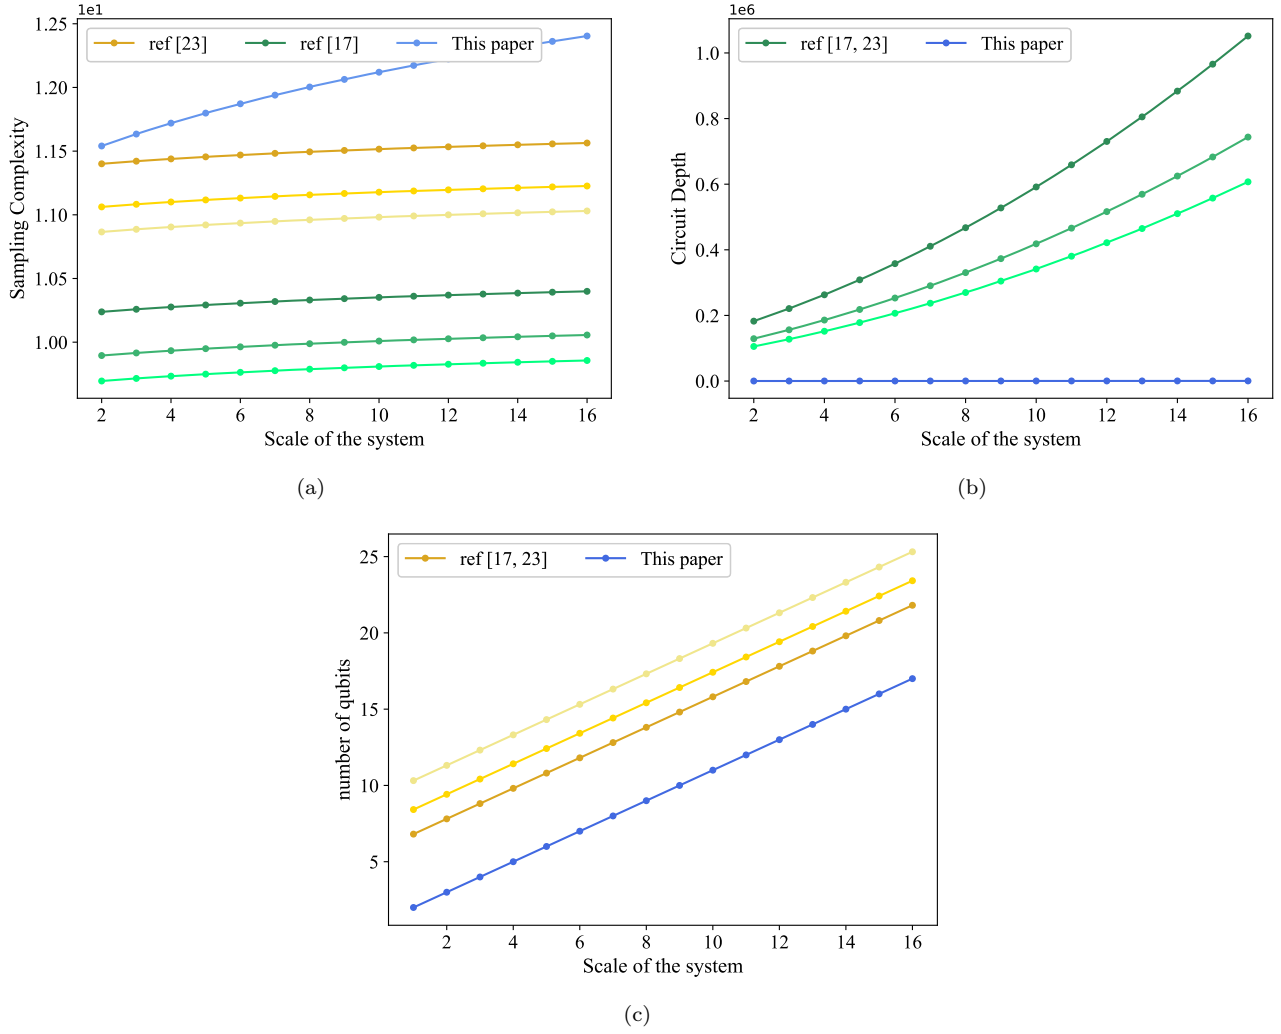 1e1
ref [23] ref [17] This paper
Sampling Complexity
1.25
1.20
1.15
1.10
1.05
1.00
2 4 6 8 10 12 14 16
Scale of the system
(a)
1e6
ref [17, 23] This paper
Circuit Depth
1.0
0.8
0.6
0.4
0.2
0.0
2 4 6 8 10 12 14 16
Scale of the system
(b)
ref [17, 23] This paper
number of qubits
25
20
15
10
5
2 4 6 8 10 12 14 16
Scale of the system
(c)